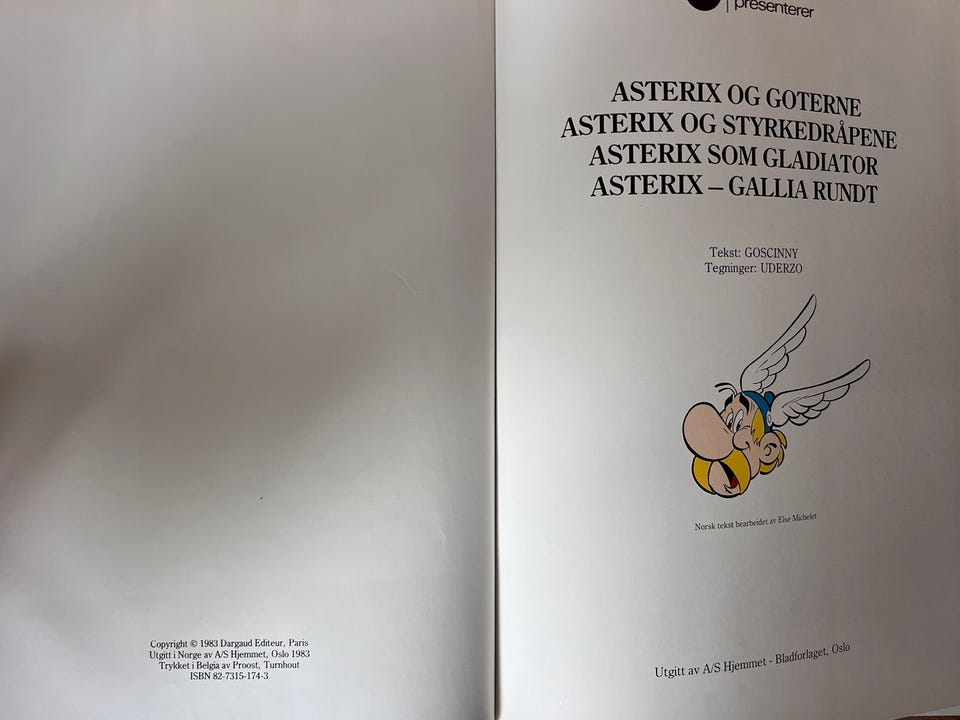 Copyright © 1983 Dargaud Editeur, Paris
Utgitt i Norge av A/S Hjemmet, Oslo 1983
Trykket i Belgia av Proost, Turnhout
ISBN 82-7315-174-3
presenterer
ASTERIX OG GOTERNE
ASTERIX OG STYRKEDRÅPENE
ASTERIX SOM GLADIATOR
ASTERIX – GALLIA RUNDT
Tekst: GOSCINNY
Tegninger: UDERZO
Norsk tekst bearbeidet av Else Michelet
Utgitt av A/S Hjemmet - Bladforlaget, Oslo